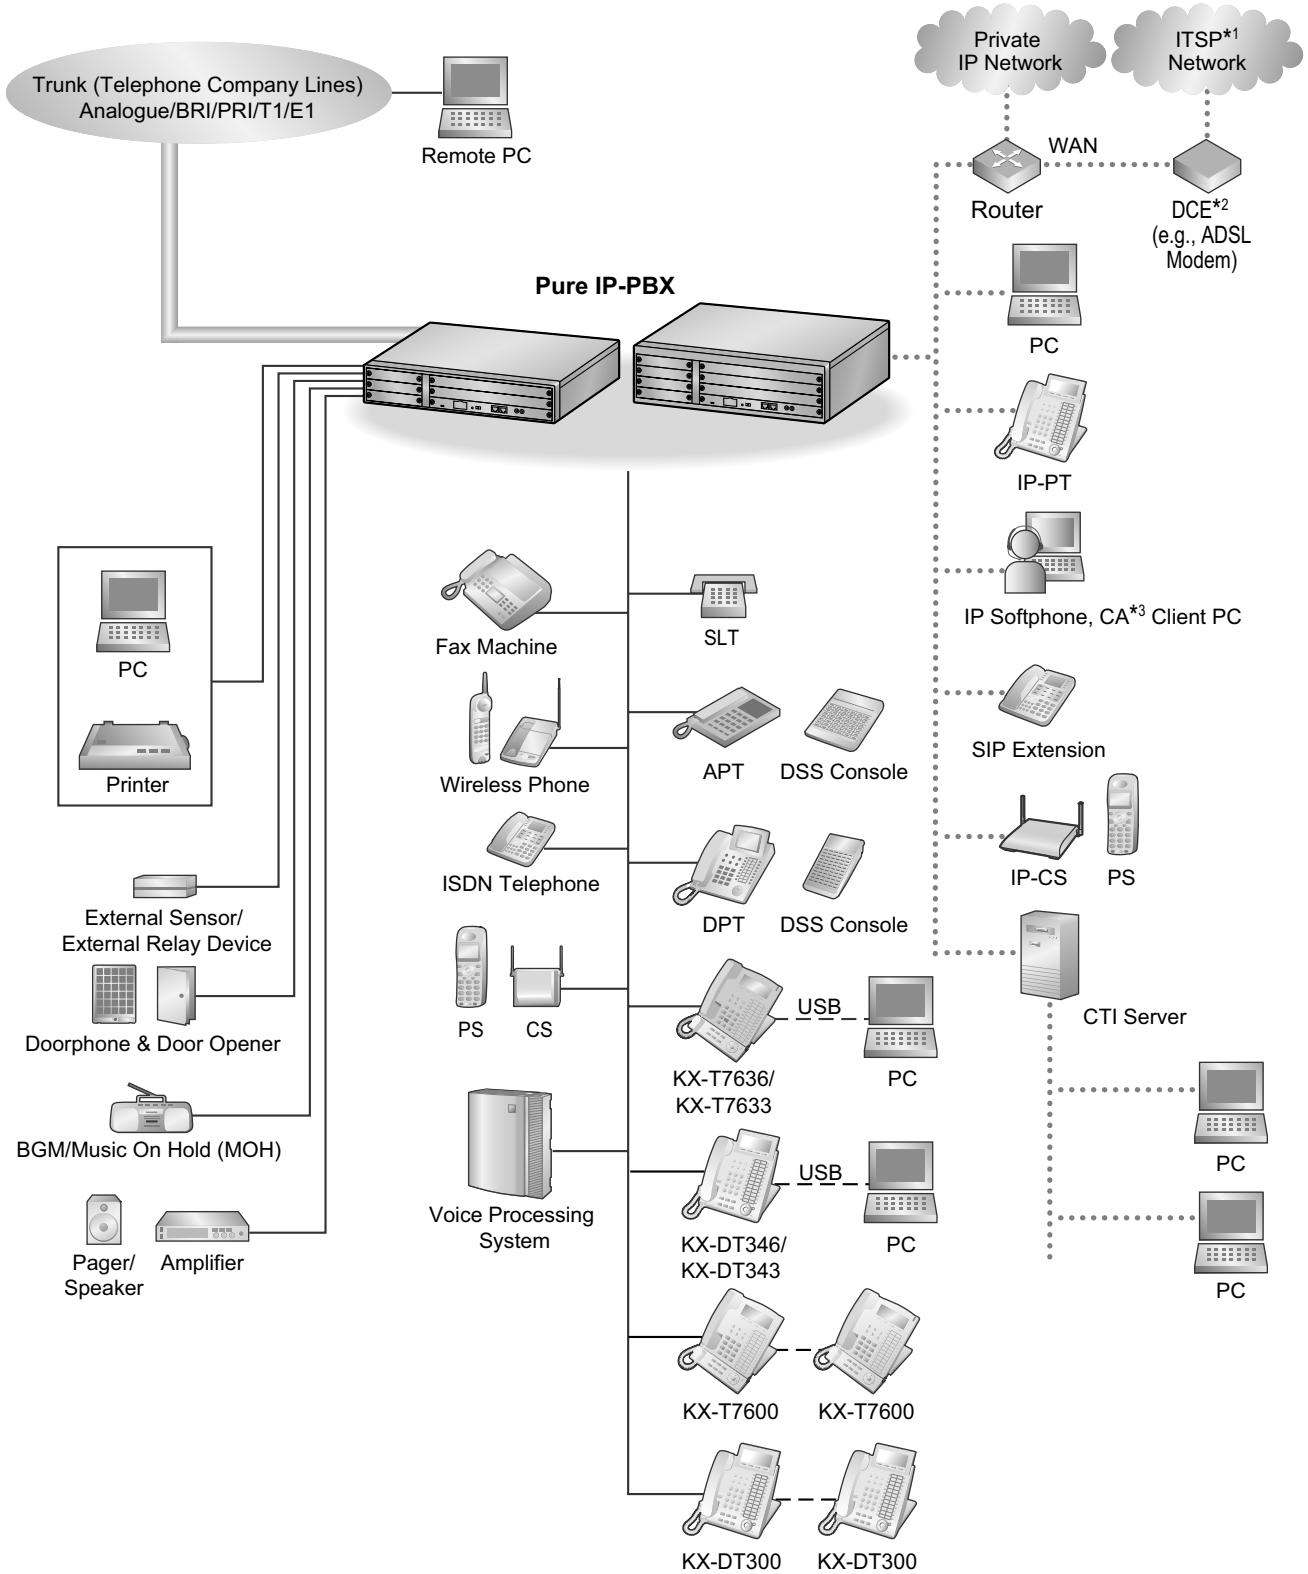 Trunk (Telephone Company Lines)
Analogue/BRI/PRI/T1/E1
Remote PC
Private
IP Network
ITSP*1
Network
WAN
Router
DCE*2
(e.g., ADSL
Modem)
Pure IP-PBX
PC
IP-PT
IP Softphone, CA*3 Client PC
SIP Extension
IP-CS
PS
CTI Server
PC
PC
PC
Printer
External Sensor/
External Relay Device
Doorphone & Door Opener
BGM/Music On Hold (MOH)
Pager/
Speaker
Amplifier
Fax Machine
SLT
Wireless Phone
APT
DSS Console
ISDN Telephone
DPT
DSS Console
PS
CS
USB
KX-T7636/
KX-T7633
PC
Voice Processing
System
USB
KX-DT346/
KX-DT343
PC
KX-T7600
KX-T7600
KX-DT300
KX-DT300